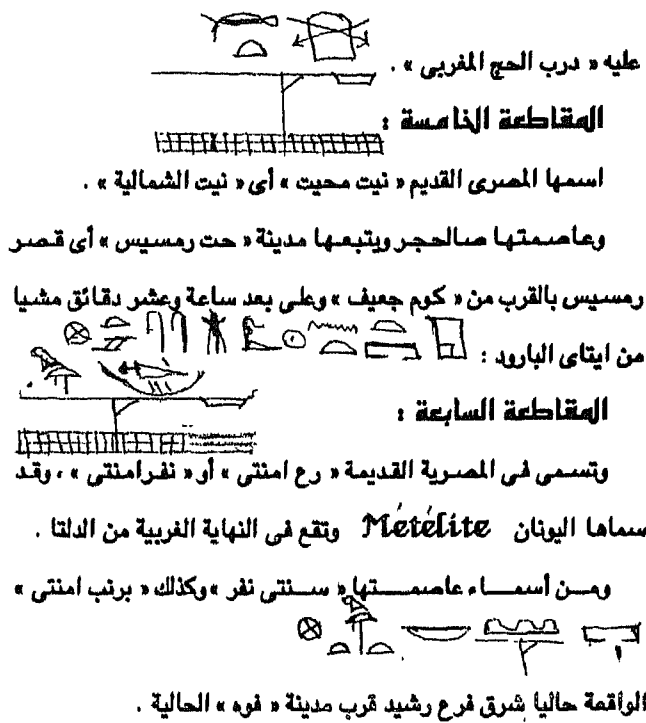 عليه « درب الحج المغربى » .
المقاطعة الخامسة :
اسمها المصرى القديم « نيت محيت » أى « نيت الشمالية » .
وعاصمتها صالحجر ويتبعها مدينة « حت رمسيس » أى قصر
رمسيس بالقرب من « كوم جعيف » وعلى بعد ساعة وعشر دقائق مشيا
من ايتاى البارود :
المقاطعة السابعة :
وتسمى فى المصرية القديمة « رع امنتى » أو « نفرامنتى » ، وقد
سماها اليونان Métélite وتقع فى النهاية الغربية من الدلتا .
ومن أسماء عاصمتها « سنتى نفر » وكذلك « برنب امنتى »
الواقعة حاليا شرق فرع رشيد قرب مدينة « فوه » الحالية .